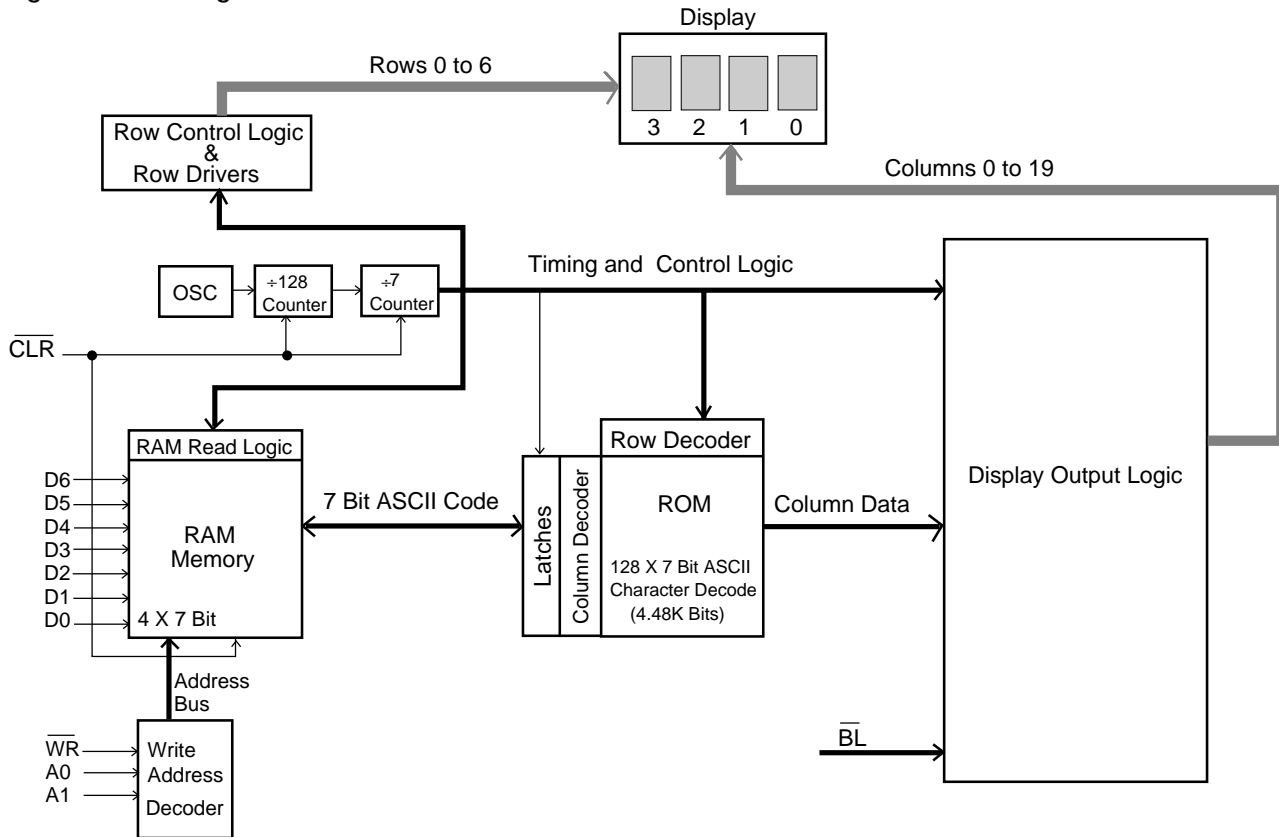 Display
Rows 0 to 6
3 2 1 0
Row Control Logic
&
Row Drivers
Columns 0 to 19
Timing and Control Logic
OSC
÷128
Counter
÷7
Counter
C̅L̅R̅
RAM Read Logic
Row Decoder
D6
D5
D4
D3
D2
D1
D0
RAM
Memory
4 X 7 Bit
7 Bit ASCII Code
Latches
Column Decoder
ROM
128 X 7 Bit ASCII
Character Decode
(4.48K Bits)
Column Data
Display Output Logic
Address
Bus
W̅R̅
A0
A1
Write
Address
Decoder
B̅L̅